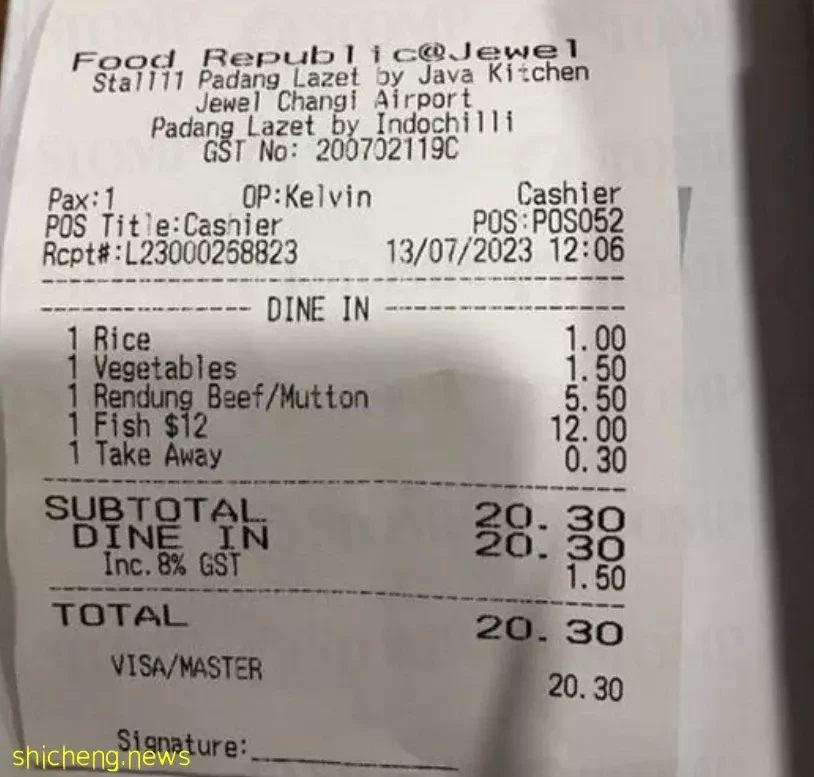 Food Republic@Jewel
Stall11 Padang Lazet by Java Kitchen
Jewel Changi Airport
Padang Lazet by Indochilli
GST No: 200702119C
Pax:1 OP:Kelvin Cashier
POS Title:Cashier POS:POS052
Rcpt#:L23000268823 13/07/2023 12:06
DINE IN
1 Rice 1.00
1 Vegetables 1.50
1 Rendung Beef/Mutton 5.50
1 Fish $12 12.00
1 Take Away 0.30
SUBTOTAL 20.30
DINE IN 20.30
Inc.8% GST 1.50
TOTAL 20.30
VISA/MASTER 20.30
Signature:
shicheng.news